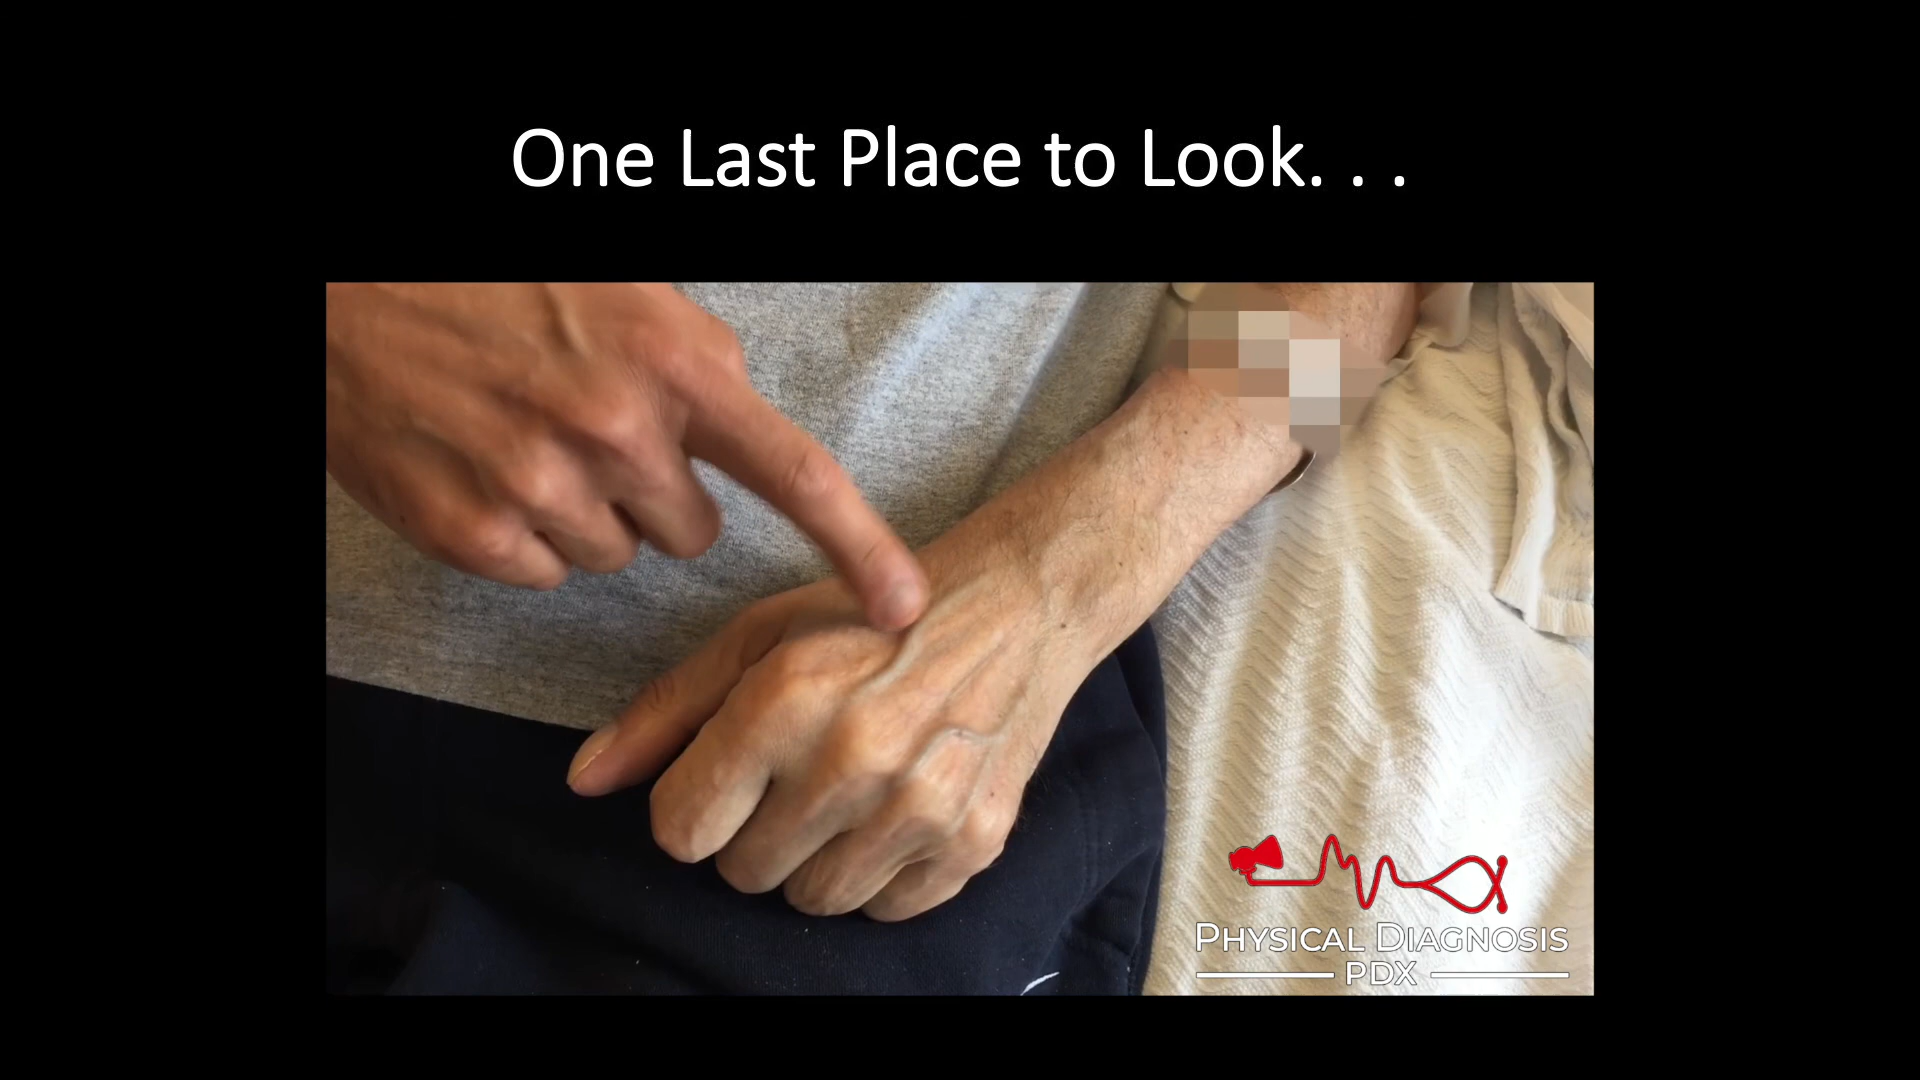 One Last Place to Look. . .
PHYSICAL DIAGNOSIS
PDX